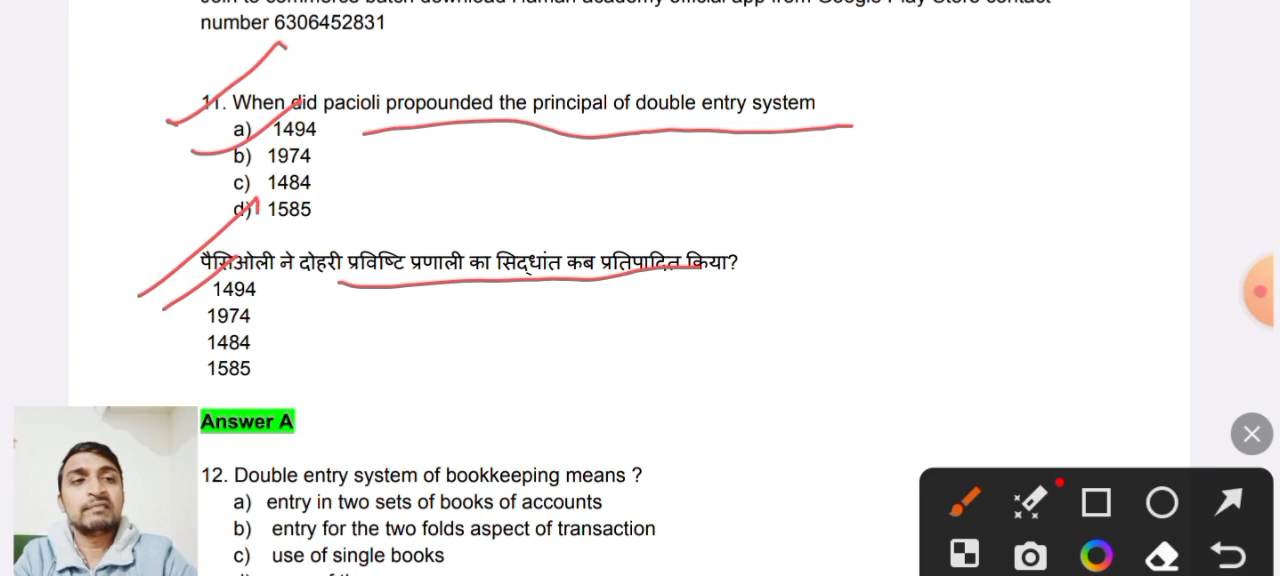 number 6306452831
11. When did pacioli propounded the principal of double entry system
a) 1494
b) 1974
c) 1484
d) 1585
पैसिओली ने दोहरी प्रविष्टि प्रणाली का सिद्धांत कब प्रतिपादित किया?
1494
1974
1484
1585
Answer A
12. Double entry system of bookkeeping means ?
a) entry in two sets of books of accounts
b) entry for the two folds aspect of transaction
c) use of single books